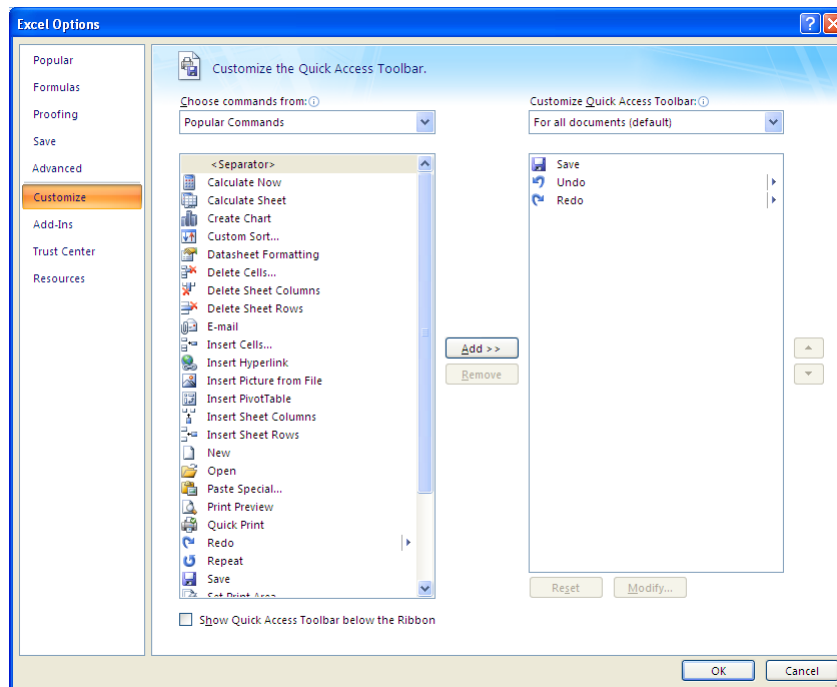 Excel Options
Popular
Formulas
Proofing
Save
Advanced
Customize
Add-Ins
Trust Center
Resources
Customize the Quick Access Toolbar.
Choose commands from:
Popular Commands
<Separator>
Calculate Now
Calculate Sheet
Create Chart
Custom Sort...
Datasheet Formatting
Delete Cells...
Delete Sheet Columns
Delete Sheet Rows
E-mail
Insert Cells...
Insert Hyperlink
Insert Picture from File
Insert PivotTable
Insert Sheet Columns
Insert Sheet Rows
New
Open
Paste Special...
Print Preview
Quick Print
Redo
Repeat
Save
Set Print Area
Show Quick Access Toolbar below the Ribbon
Add >>
Remove
Customize Quick Access Toolbar:
For all documents (default)
Save
Undo
Redo
Reset
Modify...
OK
Cancel